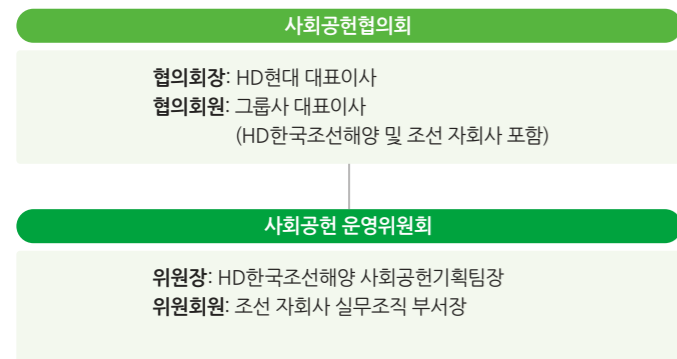 사회공헌협의회
협의회장: HD현대 대표이사
협의회원: 그룹사 대표이사
(HD한국조선해양 및 조선 자회사 포함)
사회공헌 운영위원회
위원장: HD한국조선해양 사회공헌기획팀장
위원회원: 조선 자회사 실무조직 부서장